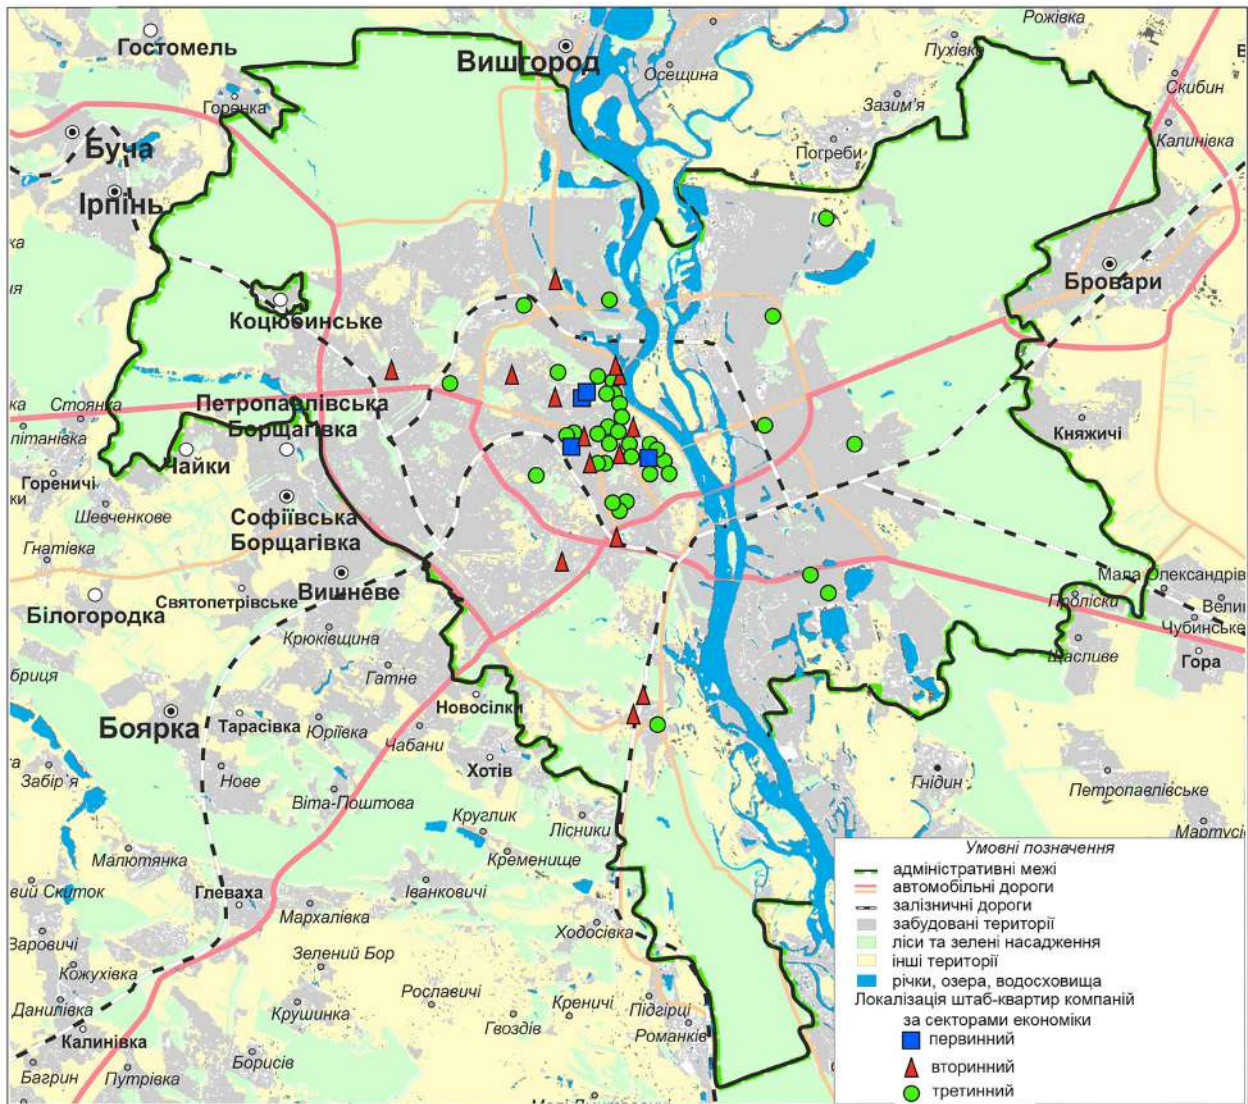 Рожівка
Гостомель
Вишгород
Пухівка
Осещина
Скибин
Горенка
Зазим'я
Калинівка
Буча
Погреби
Ірпінь
Бровари
Коцюбинське
Стоянка
Петропавлівська
Борщагівка
Княжичі
Чайки
Гореничі
Шевченкове
Софіївська
Борщагівка
Гнатівка
Мала Олександрів
Святопетрівське
Вишневе
Проліски
Білогородка
Чубинське
Крюківщина
Щасливе
Гора
Гатне
Новосілки
Боярка
Тарасівка
Юріївка
Чабани
Хотів
Забір`я
Нове
Гнідин
Петропавлівське
Віта-Поштова
Круглик
Лісники
Мартусі
Малютянка
Кременище
вий Скиток
Глеваха
Іванковичі
Мархалівка
Ходосівка
Заровичі
Зелений Бор
Кожухівка
Рославичі
Данилівка
Крушинка
Гвоздів
Креничі
Підгірці
Романків
Калинівка
Борисів
Багрин
Путрівка
Умовні позначення
адміністративні межі
автомобільні дороги
залізничні дороги
забудовані території
ліси та зелені насадження
інші території
річки, озера, водосховища
Локалізація штаб-квартир компаній
за секторами економіки
первинний
вторинний
третинний